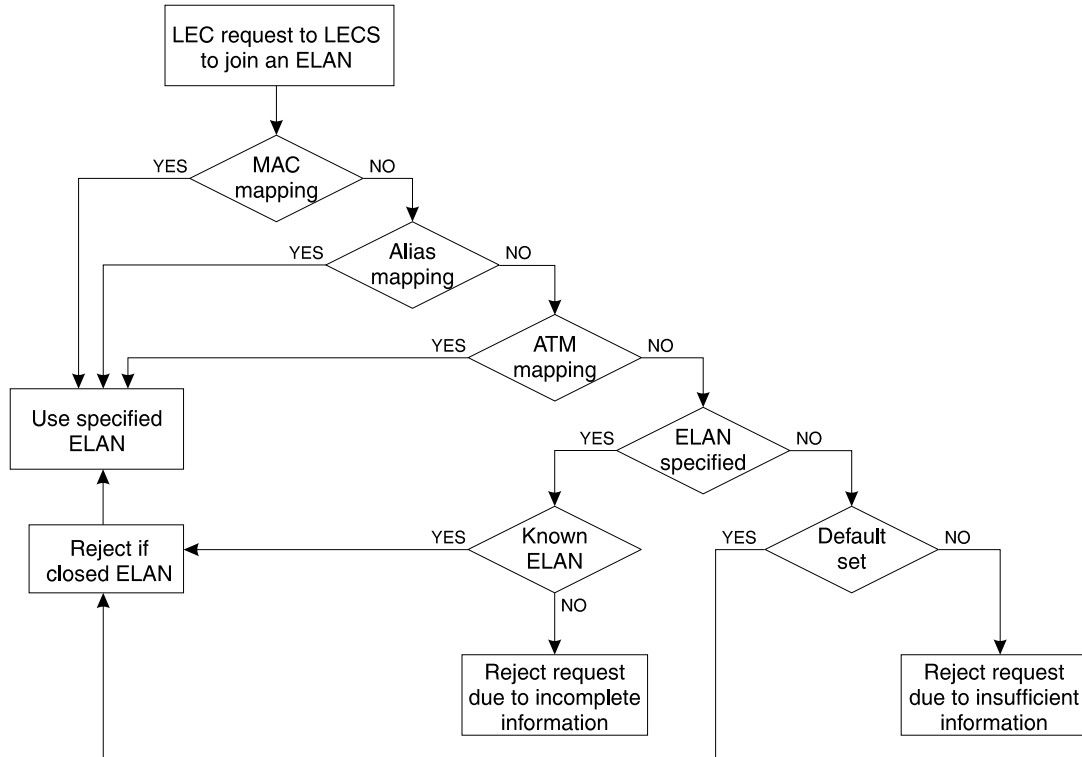 LEC request to LECS
to join an ELAN
YES
MAC
mapping
NO
YES
Alias
mapping
NO
YES
ATM
mapping
NO
Use specified
ELAN
YES
ELAN
specified
NO
Reject if
closed ELAN
YES
Known
ELAN
NO
YES
Default
set
NO
Reject request
due to incomplete
information
Reject request
due to insufficient
information